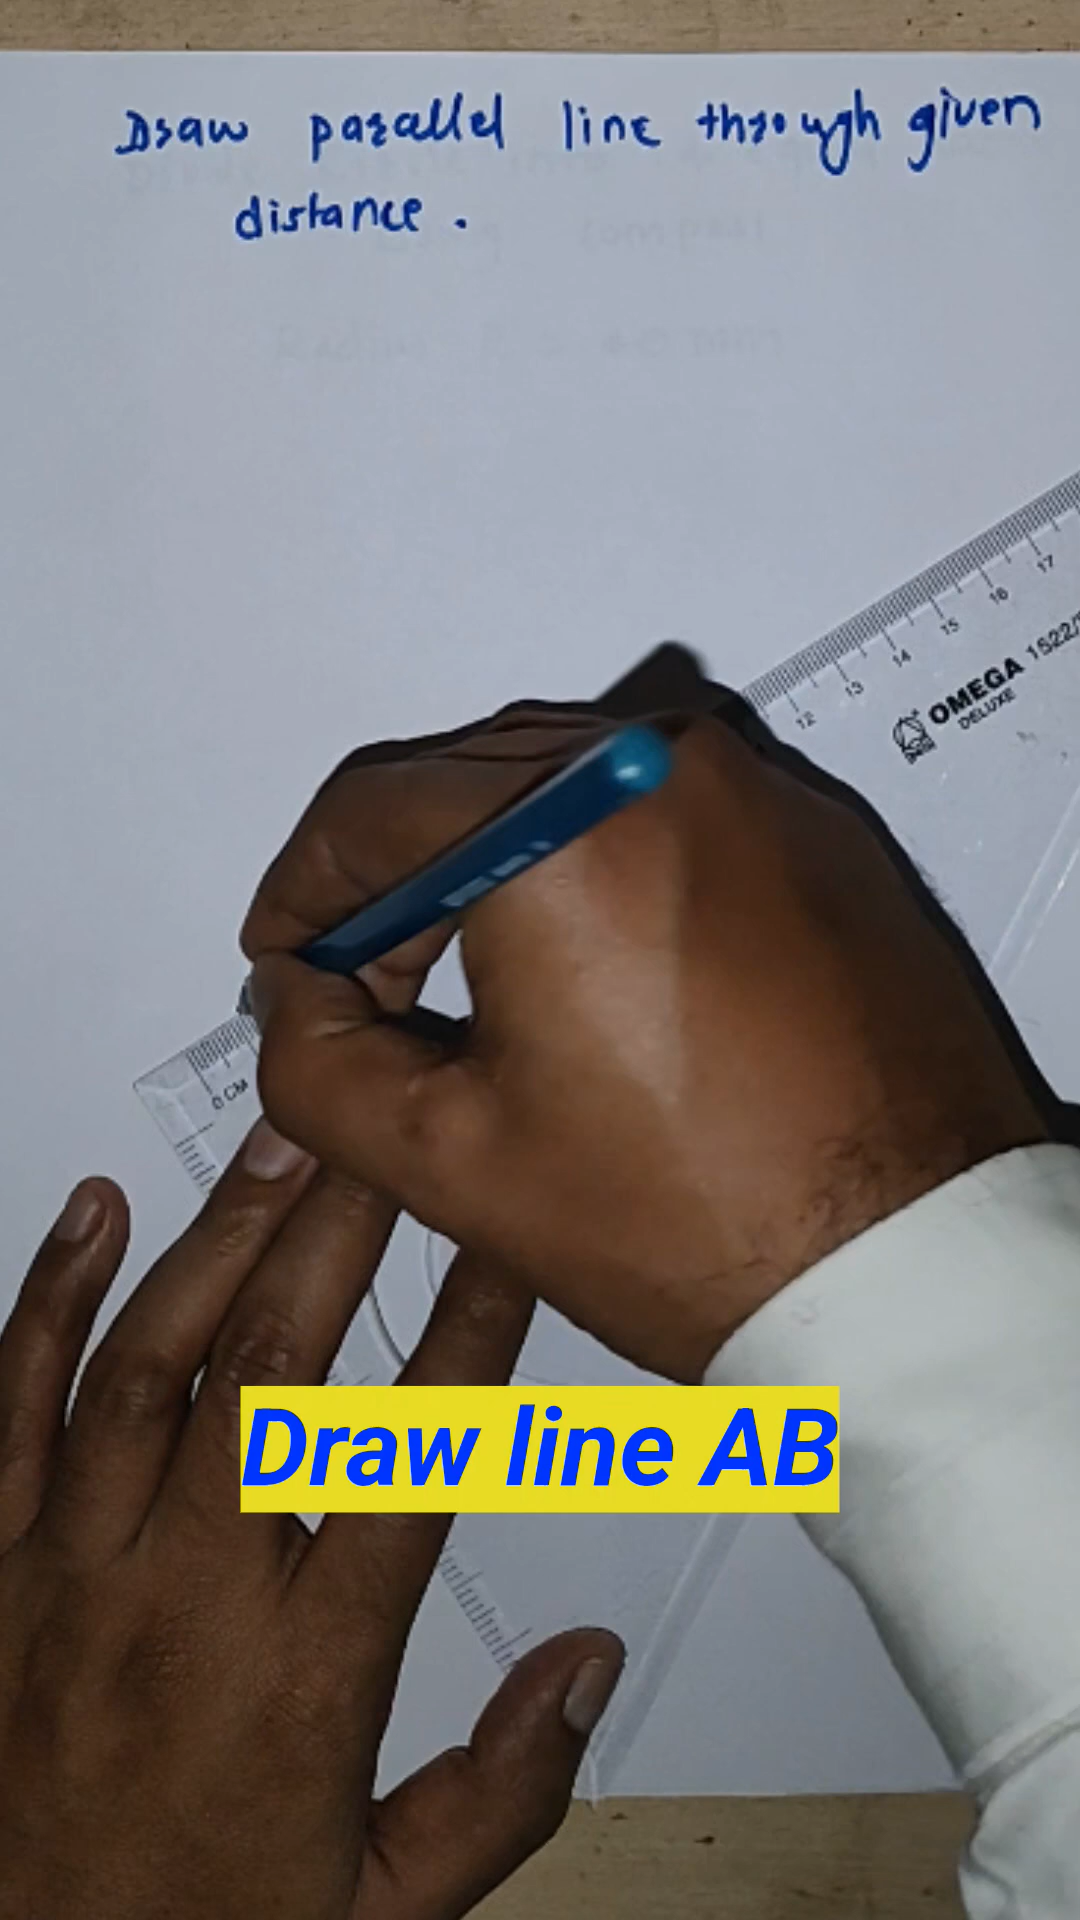 Draw parallel line through given
distance.
17
16
15
14
13
12
OMEGA 1522/
DELUXE
0 CM
Draw line AB